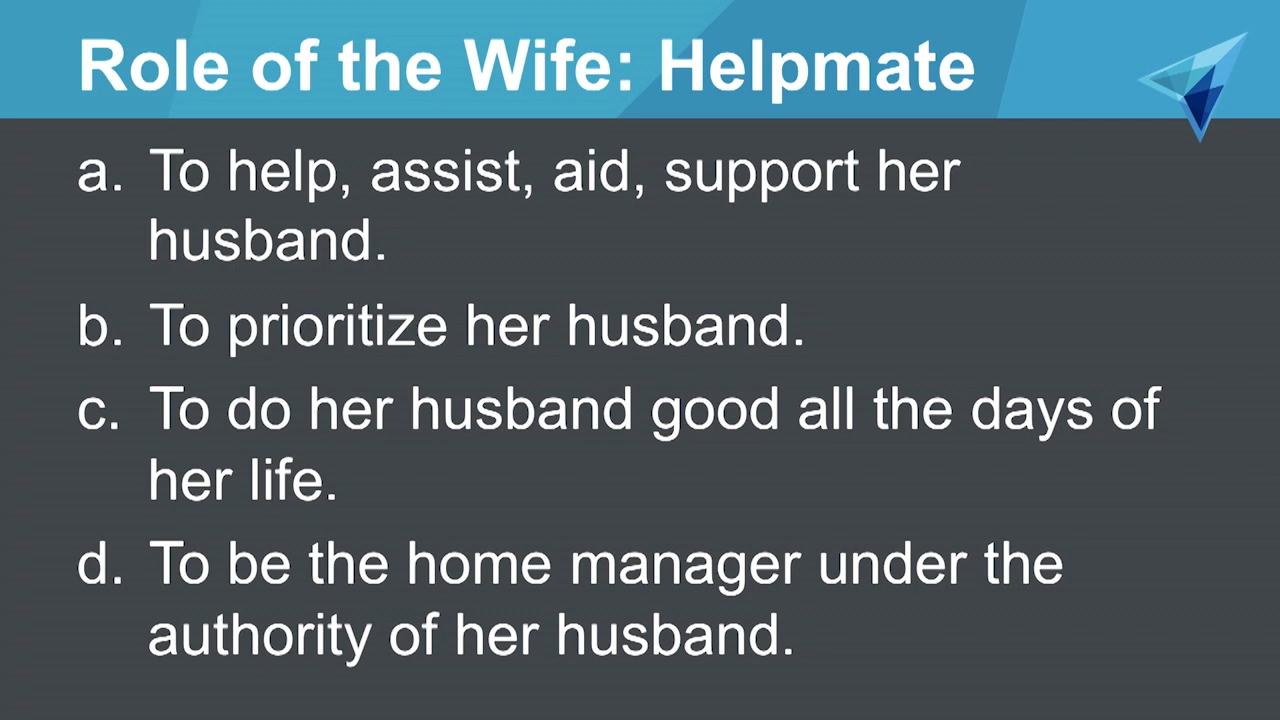 Role of the Wife: Helpmate
a. To help, assist, aid, support her
husband.
b. To prioritize her husband.
c. To do her husband good all the days of
her life.
d. To be the home manager under the
authority of her husband.